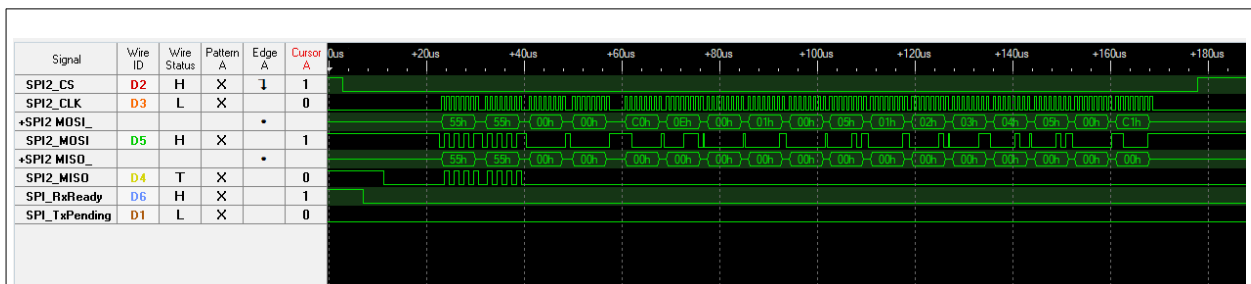 Signal Wire ID Wire Status Pattern A Edge A Cursor A 0us +20us +40us +60us +80us +100us +120us +140us +160us +180us
SPI2_CS D2 H X 1
SPI2_CLK D3 L X 0
+SPI2 MOSI_ 55h 55h 00h 00h C0h 0Eh 00h 01h 00h 05h 01h 02h 03h 04h 05h 00h C1h
SPI2_MOSI D5 H X 1
+SPI2 MISO_ 55h 55h 00h 00h 00h 00h 00h 00h 00h 00h 00h 00h 00h 00h 00h 00h 00h
SPI2_MISO D4 T X 0
SPI_RxReady D6 H X 1
SPI_TxPending D1 L X 0